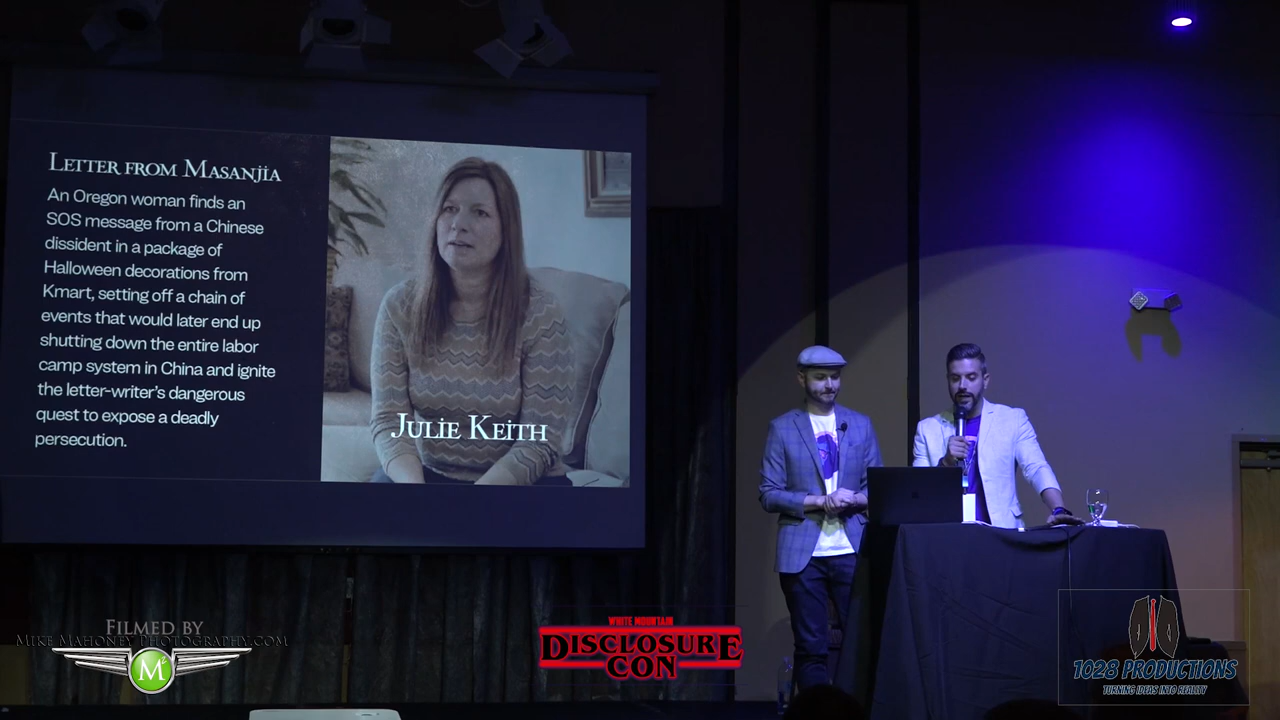 Letter from Masanjia
An Oregon woman finds an
SOS message from a Chinese
dissident in a package of
Halloween decorations from
Kmart, setting off a chain of
events that would later end up
shutting down the entire labor
camp system in China and ignite
the letter-writer's dangerous
quest to expose a deadly
persecution.
Julie Keith
Filmed by
Mike Mahoney Photography.com
M
WHITE MOUNTAIN
DISCLOSURE
CON
1028 PRODUCTIONS
TURNING IDEAS INTO REALITY